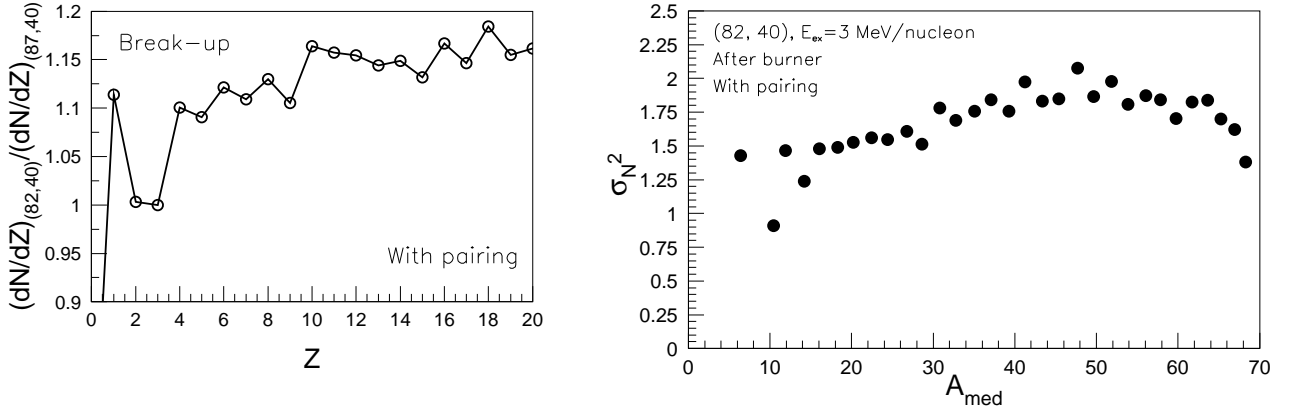 (dN/dZ)(82,40)/(dN/dZ)(87,40)
1.2
1.15
1.1
1.05
1
0.95
0.9
Break-up
With pairing
0 2 4 6 8 10 12 14 16 18 20
Z
σN2
2.5
2.25
2
1.75
1.5
1.25
1
0.75
0.5
0.25
0
(82, 40), Eex=3 MeV/nucleon
After burner
With pairing
0 10 20 30 40 50 60 70
Amed